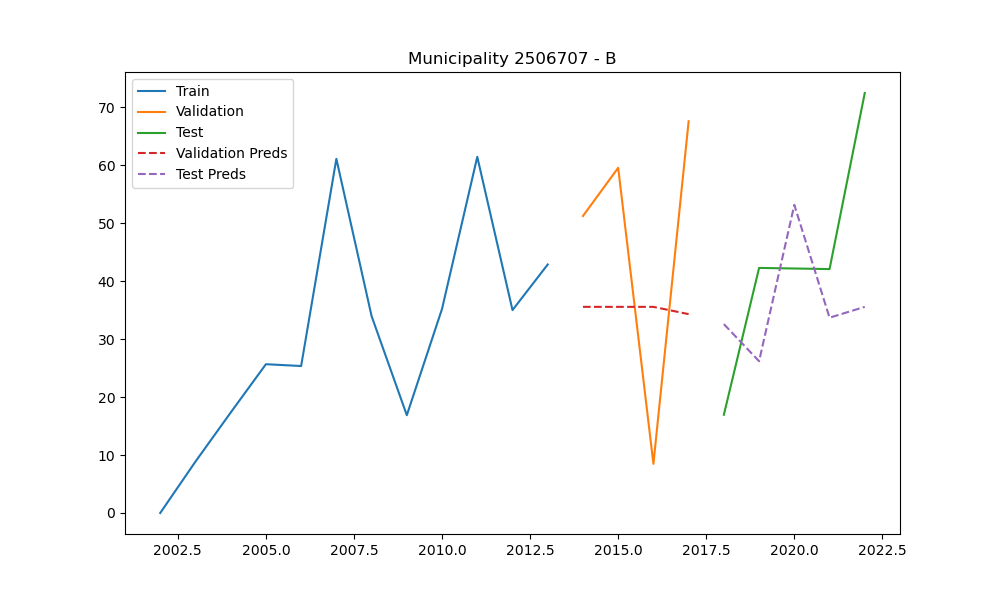 Municipality 2506707 - B
Train
Validation
Test
Validation Preds
Test Preds
70
60
50
40
30
20
10
0
2002.5 2005.0 2007.5 2010.0 2012.5 2015.0 2017.5 2020.0 2022.5